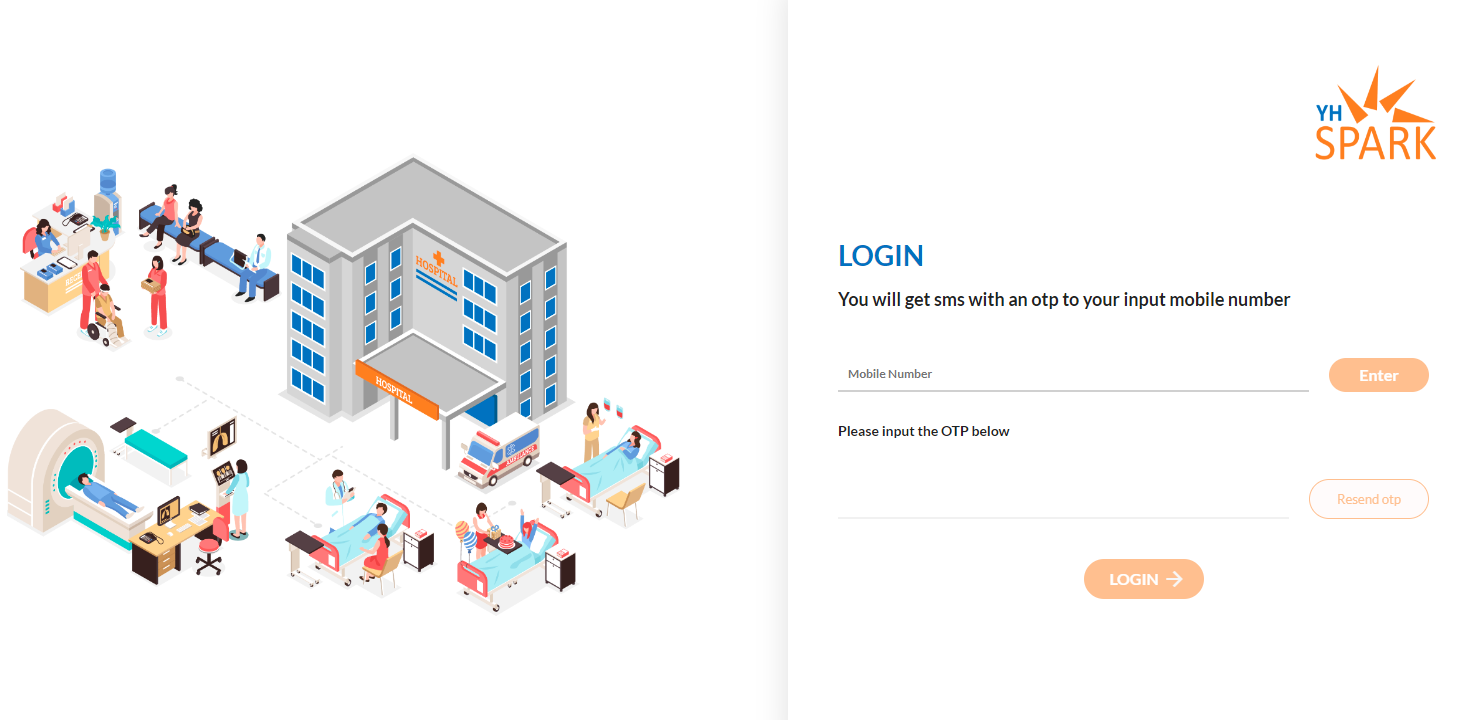 YH
SPARK
LOGIN
You will get sms with an otp to your input mobile number
Mobile Number
Enter
Please input the OTP below
Resend otp
LOGIN
HOSPITAL
HOSPITAL
AMBULANCE